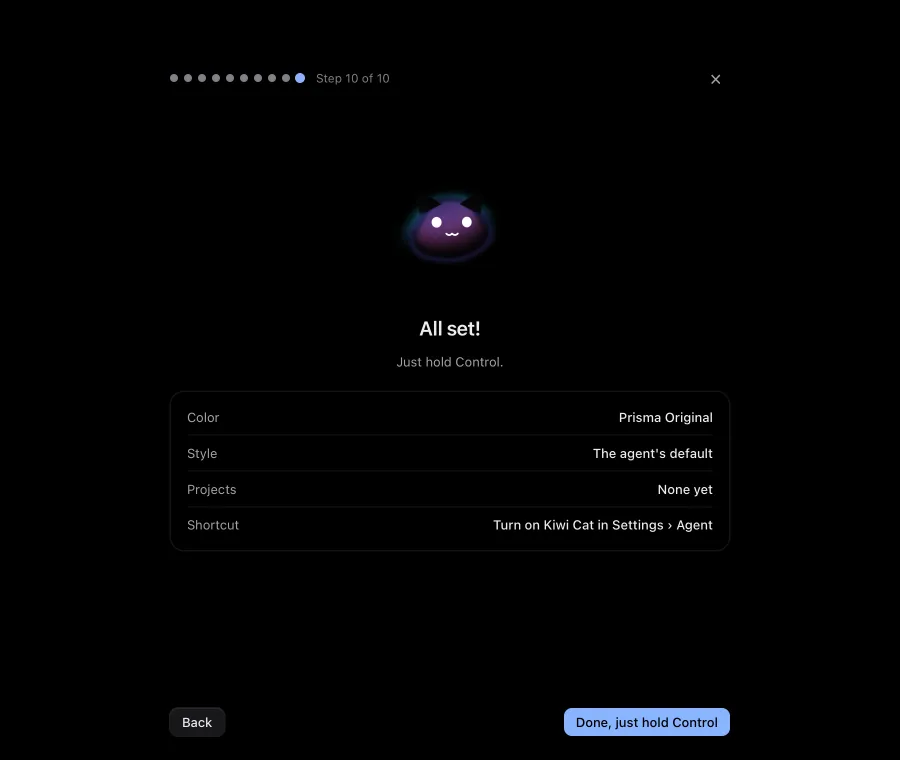 Step 10 of 10
All set!
Just hold Control.
Color Prisma Original
Style The agent's default
Projects None yet
Shortcut Turn on Kiwi Cat in Settings › Agent
Back Done, just hold Control